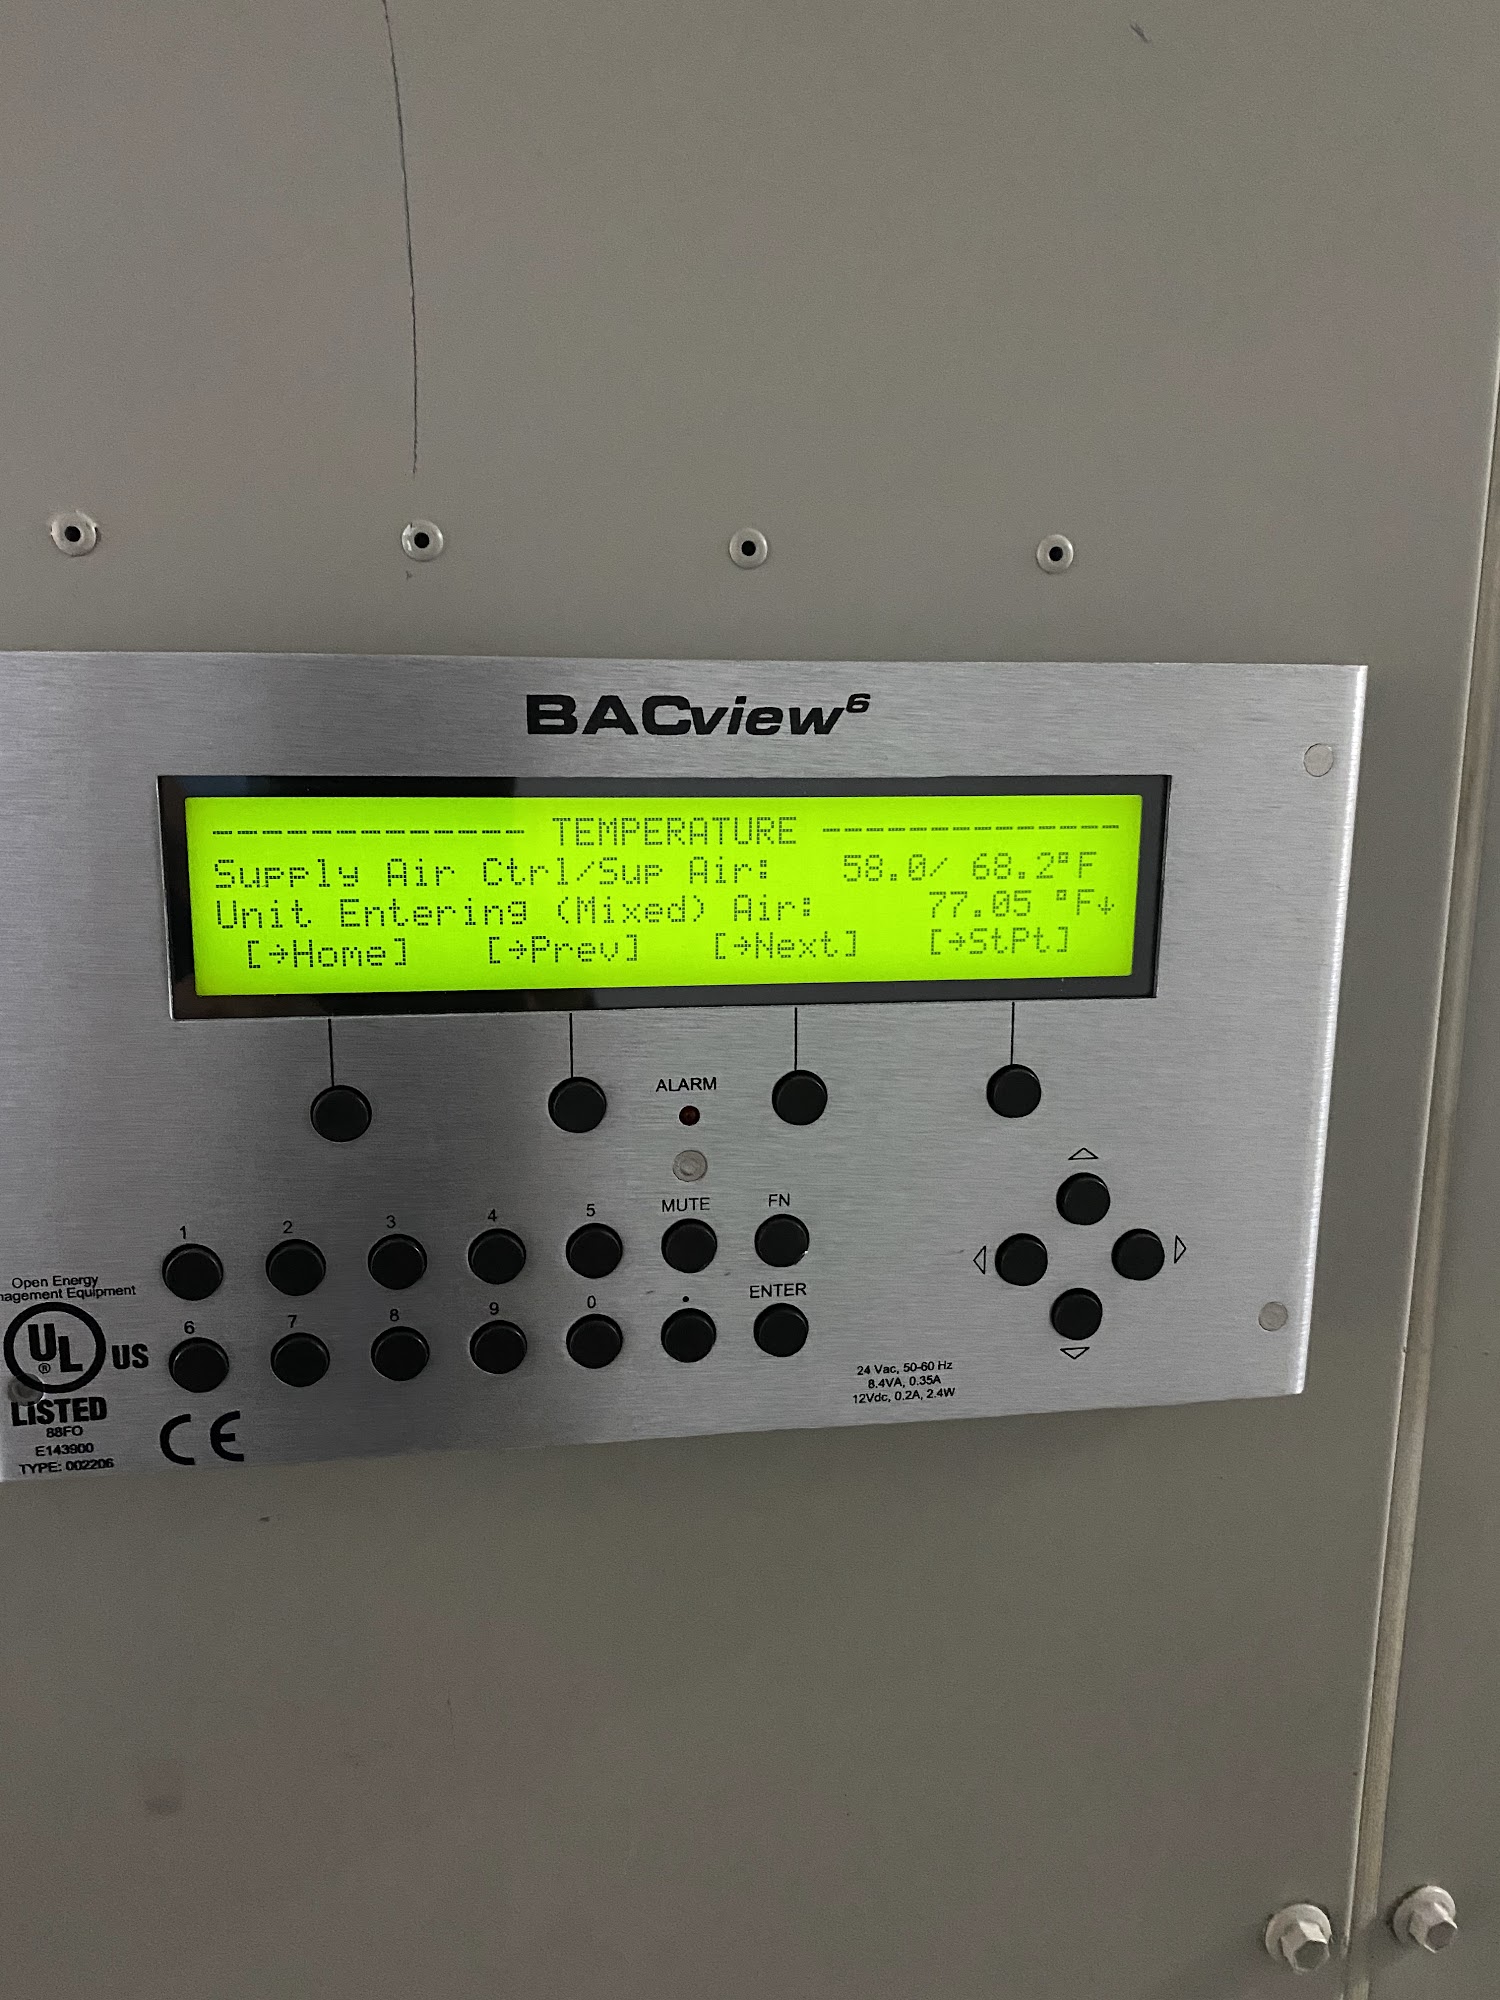 BACview⁶
------------ TEMPERATURE ------------
Supply Air Ctrl/Sup Air: 58.0/ 68.2°F
Unit Entering (Mixed) Air: 77.05 °F↓
[→Home] [→Prev] [→Next] [→StPt]
ALARM
1 2 3 4 5 MUTE FN
6 7 8 9 0 . ENTER
Open Energy
nagement Equipment
UL ® US
LISTED
88FO
E143900
TYPE: 002206
CE
24 Vac, 50-60 Hz
8.4VA, 0.35A
12Vdc, 0.2A, 2.4W